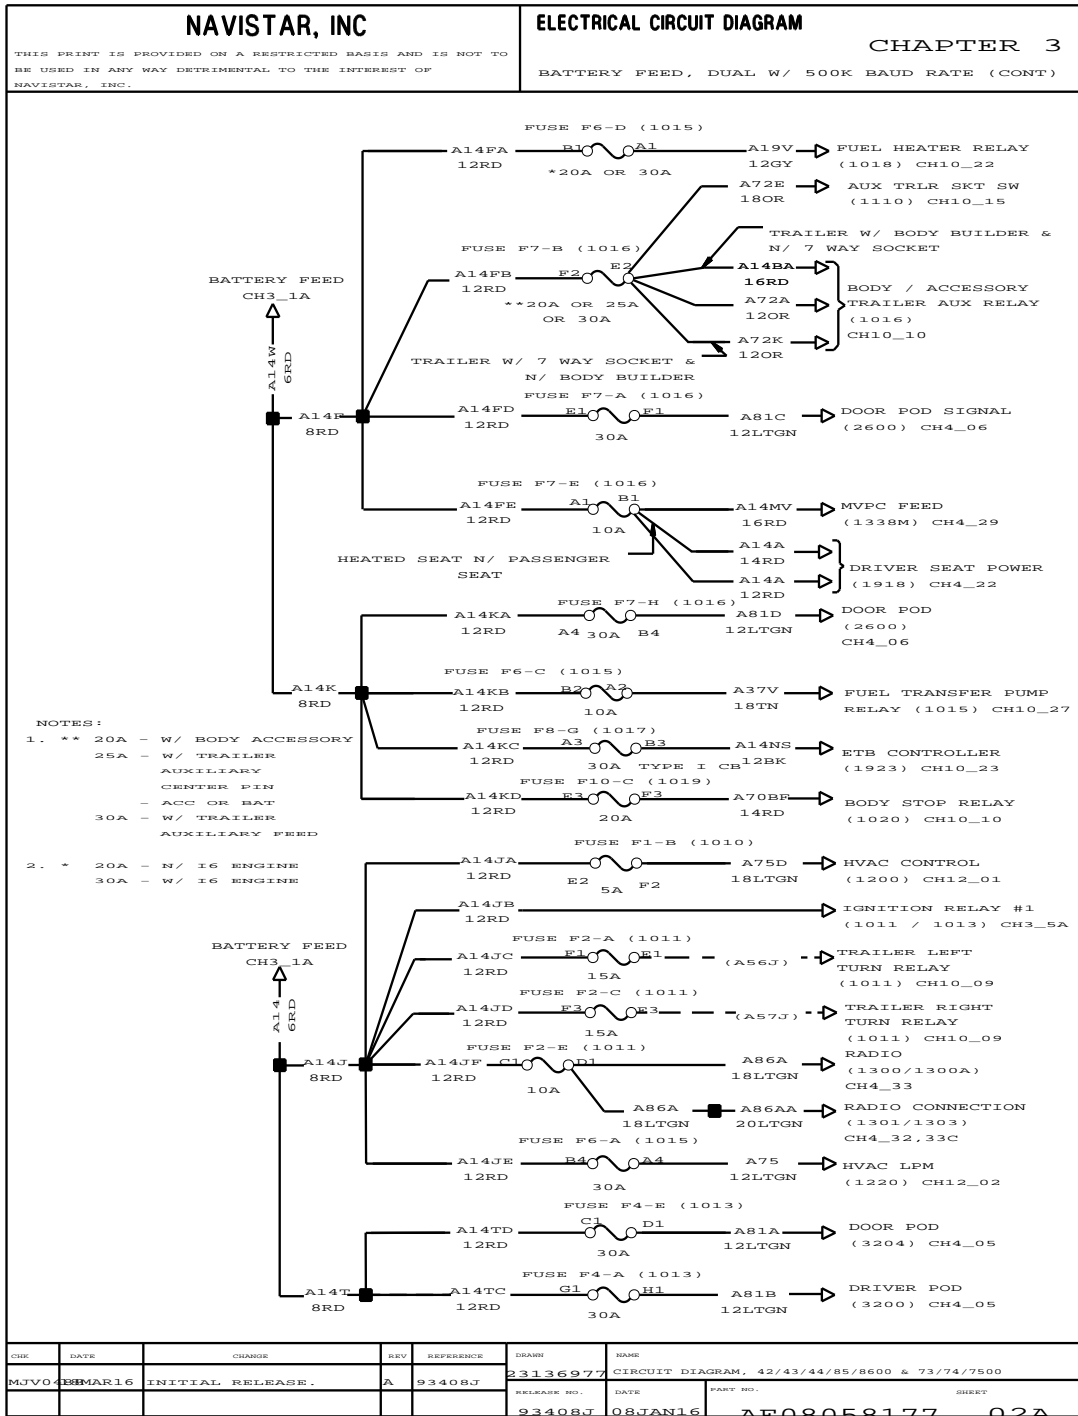 NAVISTAR, INC
THIS PRINT IS PROVIDED ON A RESTRICTED BASIS AND IS NOT TO
BE USED IN ANY WAY DETRIMENTAL TO THE INTEREST OF
NAVISTAR, INC.
ELECTRICAL CIRCUIT DIAGRAM
CHAPTER 3
BATTERY FEED, DUAL W/ 500K BAUD RATE (CONT)
FUSE F6-D (1015)
A14FA B1 A1 A19V FUEL HEATER RELAY
12RD 12GY (1018) CH10_22
*20A OR 30A
A72E AUX TRLR SKT SW
18OR (1110) CH10_15
TRAILER W/ BODY BUILDER &
N/ 7 WAY SOCKET
FUSE F7-B (1016)
A14FB F2 E2 A14BA
12RD 16RD
BODY / ACCESSORY
TRAILER AUX RELAY
(1016)
CH10_10
**20A OR 25A
OR 30A
A72A
12OR
A72K
12OR
BATTERY FEED
CH3_1A
A14W
6RD
TRAILER W/ 7 WAY SOCKET &
N/ BODY BUILDER
FUSE F7-A (1016)
A14F
8RD
A14FD E1 F1 A81C DOOR POD SIGNAL
12RD 30A 12LTGN (2600) CH4_06
FUSE F7-E (1016)
A14FE A1 B1 A14MV MVPC FEED
12RD 10A 16RD (1338M) CH4_29
HEATED SEAT N/ PASSENGER
SEAT
A14A
14RD
DRIVER SEAT POWER
(1918) CH4_22
A14A
12RD
FUSE F7-H (1016)
A14KA A81D DOOR POD
12RD A4 30A B4 12LTGN (2600)
CH4_06
FUSE F6-C (1015)
A14K
8RD
A14KB B2 A2 A37V FUEL TRANSFER PUMP
12RD 10A 18TN RELAY (1015) CH10_27
FUSE F8-G (1017)
A14KC A3 B3 A14NS ETB CONTROLLER
12RD 30A TYPE I CB 12BK (1923) CH10_23
FUSE F10-C (1019)
A14KD E3 F3 A70BF BODY STOP RELAY
12RD 20A 14RD (1020) CH10_10
NOTES:
1. ** 20A - W/ BODY ACCESSORY
25A - W/ TRAILER
AUXILIARY
CENTER PIN
- ACC OR BAT
30A - W/ TRAILER
AUXILIARY FEED
2. * 20A - N/ I6 ENGINE
30A - W/ I6 ENGINE
FUSE F1-B (1010)
A14JA A75D HVAC CONTROL
12RD E2 5A F2 18LTGN (1200) CH12_01
A14JB IGNITION RELAY #1
12RD (1011 / 1013) CH3_5A
BATTERY FEED
CH3_1A
A14
6RD
FUSE F2-A (1011)
A14JC F1 E1 (A56J) TRAILER LEFT
12RD 15A TURN RELAY
(1011) CH10_09
FUSE F2-C (1011)
A14JD F3 E3 (A57J) TRAILER RIGHT
12RD 15A TURN RELAY
(1011) CH10_09
FUSE F2-E (1011)
A14J
8RD
A14JF C1 D1 A86A RADIO
12RD 10A 18LTGN (1300/1300A)
CH4_33
A86A A86AA RADIO CONNECTION
18LTGN 20LTGN (1301/1303)
CH4_32,33C
FUSE F6-A (1015)
A14JE B4 A4 A75 HVAC LPM
12RD 30A 12LTGN (1220) CH12_02
FUSE F4-E (1013)
A14TD C1 D1 A81A DOOR POD
12RD 30A 12LTGN (3204) CH4_05
FUSE F4-A (1013)
A14T
8RD
A14TC G1 H1 A81B DRIVER POD
12RD 30A 12LTGN (3200) CH4_05
CHK DATE CHANGE REV REFERENCE DRAWN NAME
MAR16 INITIAL RELEASE. A 93408J 23136977 CIRCUIT DIAGRAM, 42/43/44/85/8600 & 73/74/7500
RELEASE NO. DATE PART NO. SHEET
93408J 08JAN16 AF08058177 02A